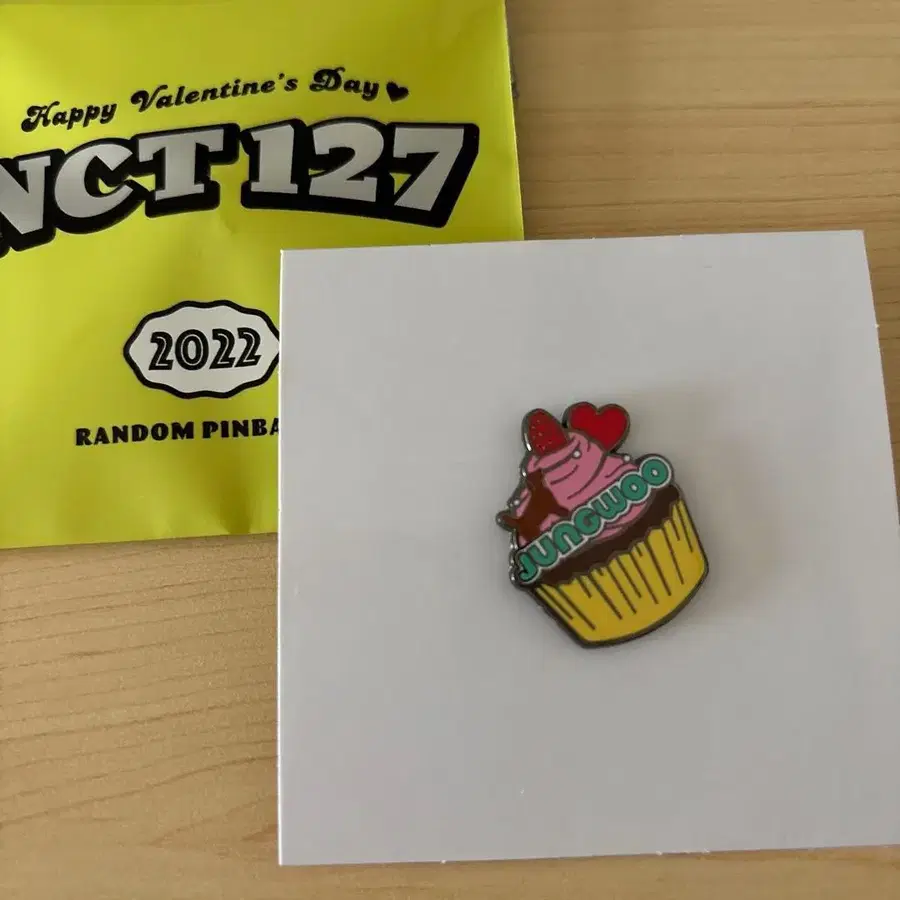 Happy Valentine's Day
NCT 127
2022
RANDOM PINBA
JUNGWOO